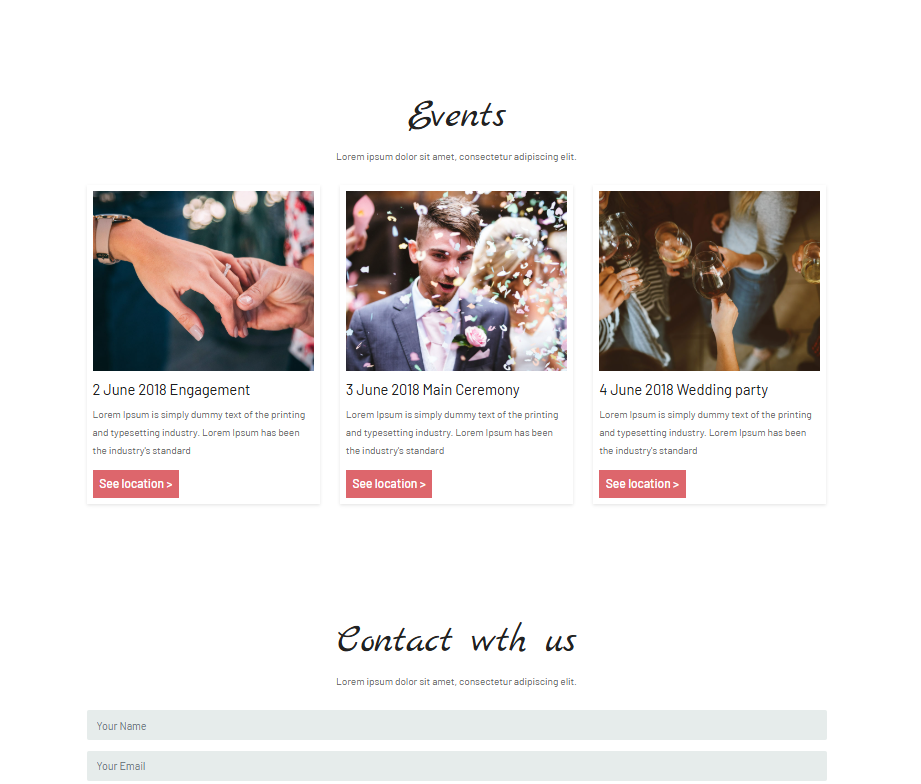 Events
Lorem ipsum dolor sit amet, consectetur adipiscing elit.
2 June 2018 Engagement
Lorem Ipsum is simply dummy text of the printing
and typesetting industry. Lorem Ipsum has been
the industry's standard
See location >
3 June 2018 Main Ceremony
Lorem Ipsum is simply dummy text of the printing
and typesetting industry. Lorem Ipsum has been
the industry's standard
See location >
4 June 2018 Wedding party
Lorem Ipsum is simply dummy text of the printing
and typesetting industry. Lorem Ipsum has been
the industry's standard
See location >
Contact wth us
Lorem ipsum dolor sit amet, consectetur adipiscing elit.
Your Name
Your Email